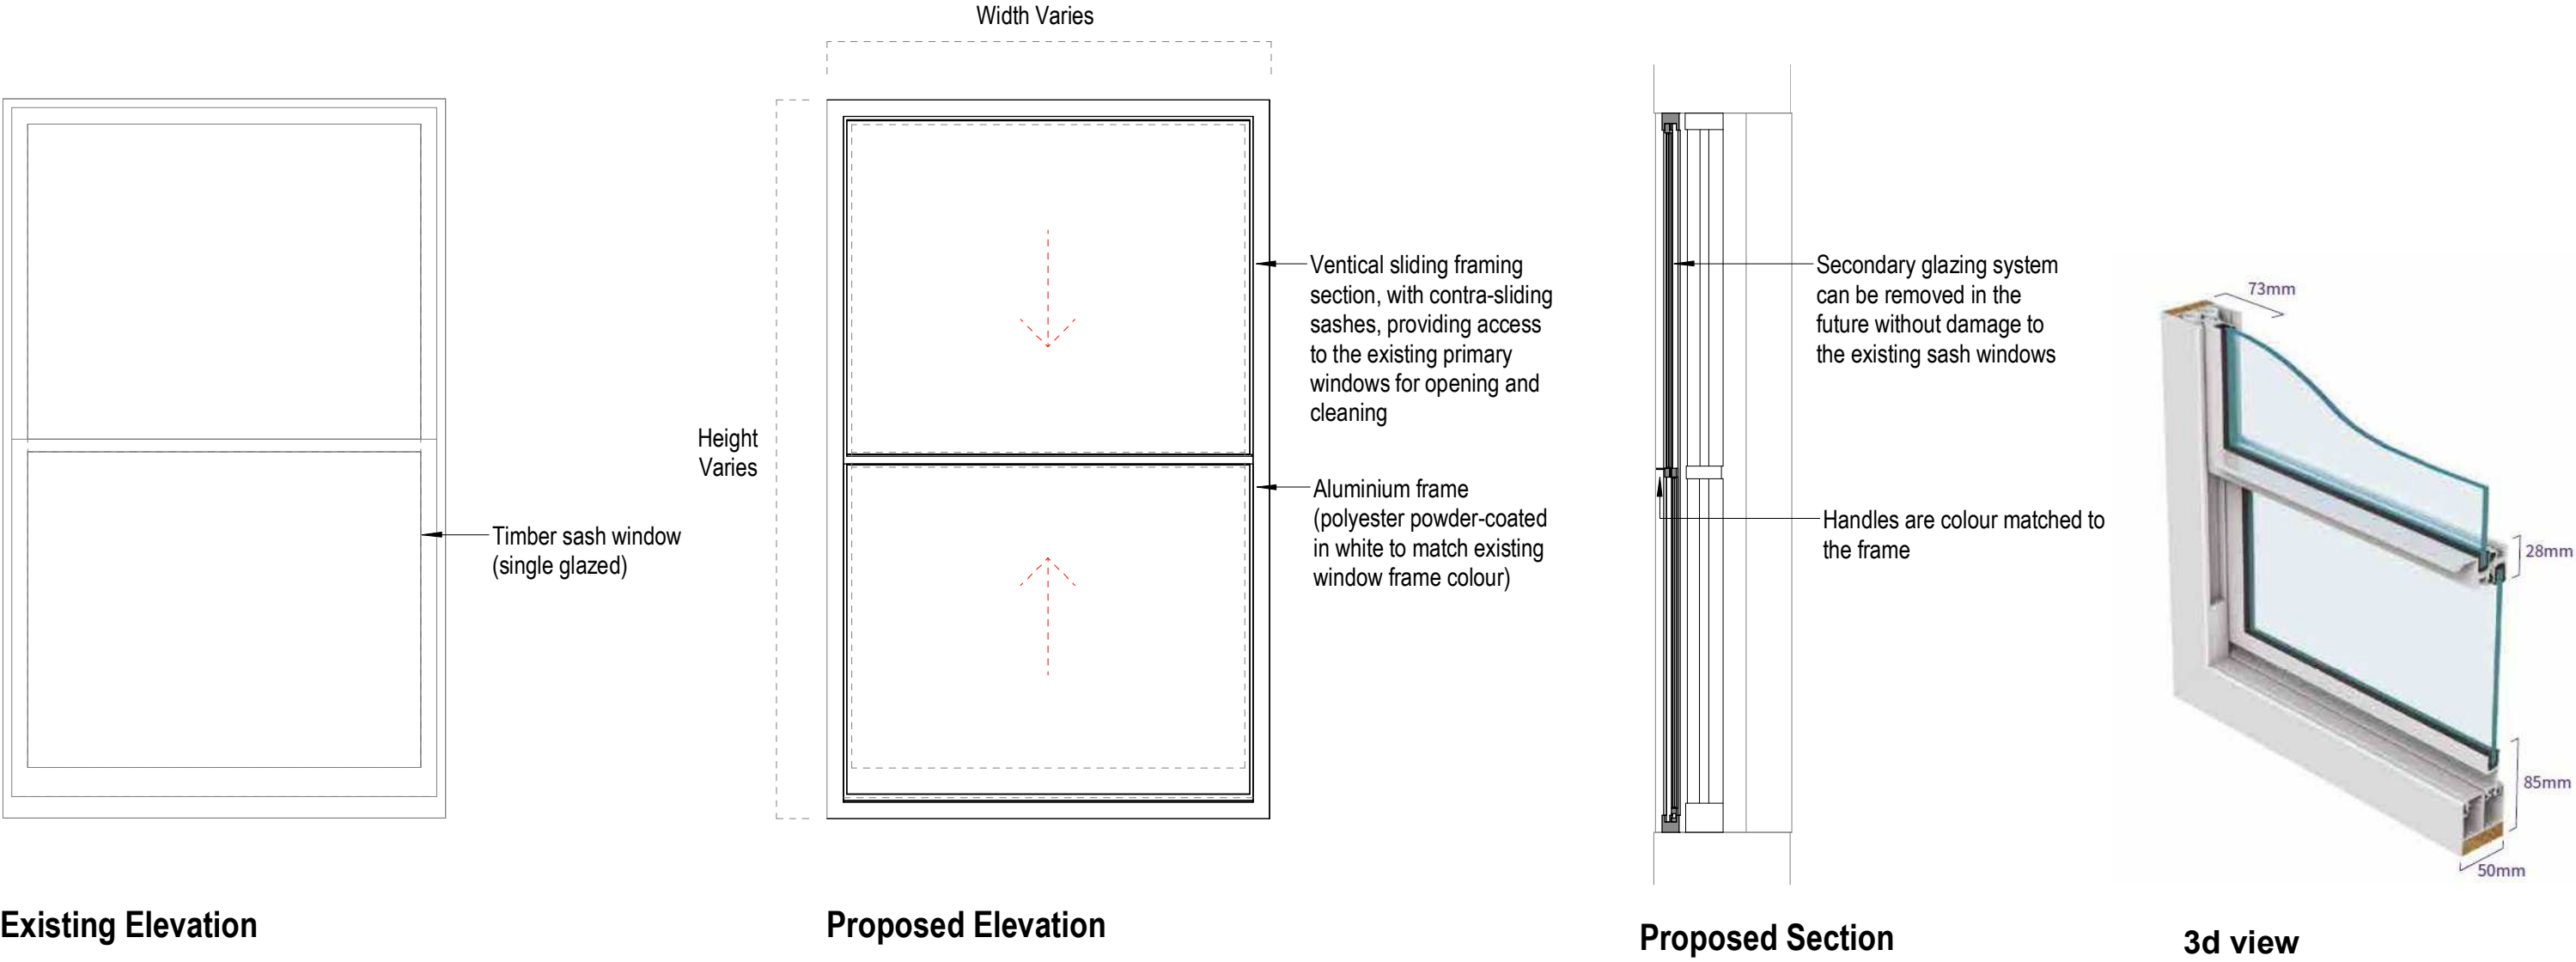 Width Varies
Height
Varies
Timber sash window
(single glazed)
Ventical sliding framing
section, with contra-sliding
sashes, providing access
to the existing primary
windows for opening and
cleaning
Aluminium frame
(polyester powder-coated
in white to match existing
window frame colour)
Secondary glazing system
can be removed in the
future without damage to
the existing sash windows
Handles are colour matched to
the frame
73mm
28mm
85mm
50mm
Existing Elevation
Proposed Elevation
Proposed Section
3d view